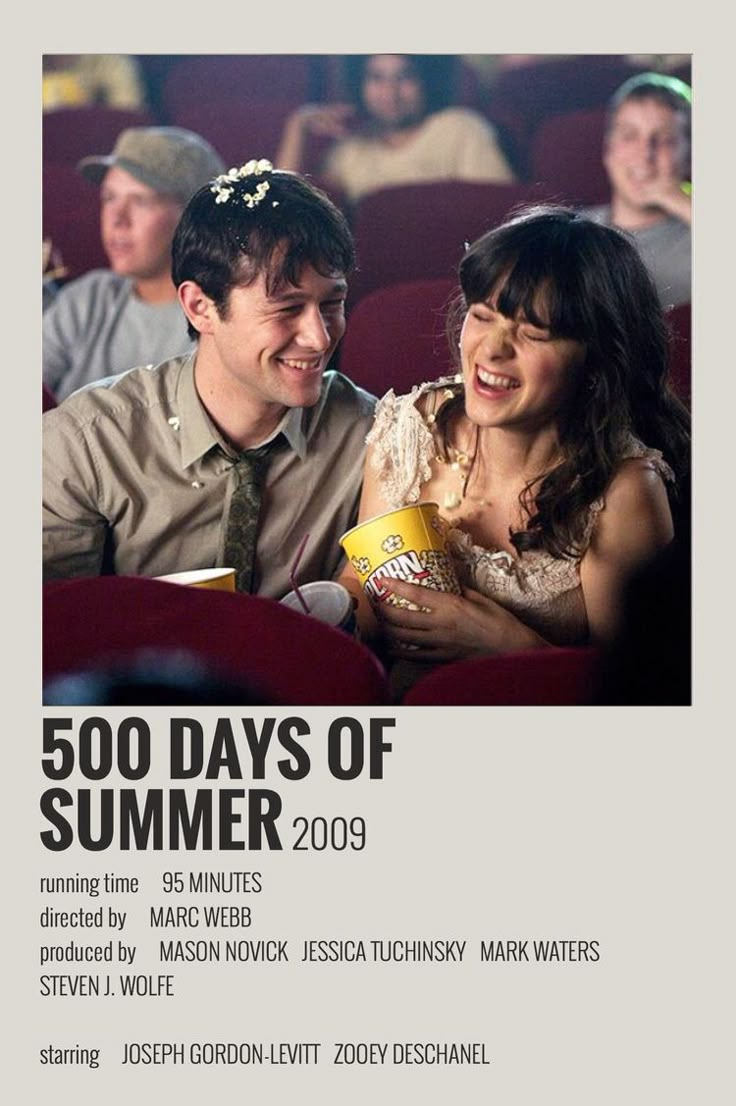 CORN
500 DAYS OF
SUMMER 2009
running time 95 MINUTES
directed by MARC WEBB
produced by MASON NOVICK JESSICA TUCHINSKY MARK WATERS
STEVEN J. WOLFE
starring JOSEPH GORDON-LEVITT ZOOEY DESCHANEL